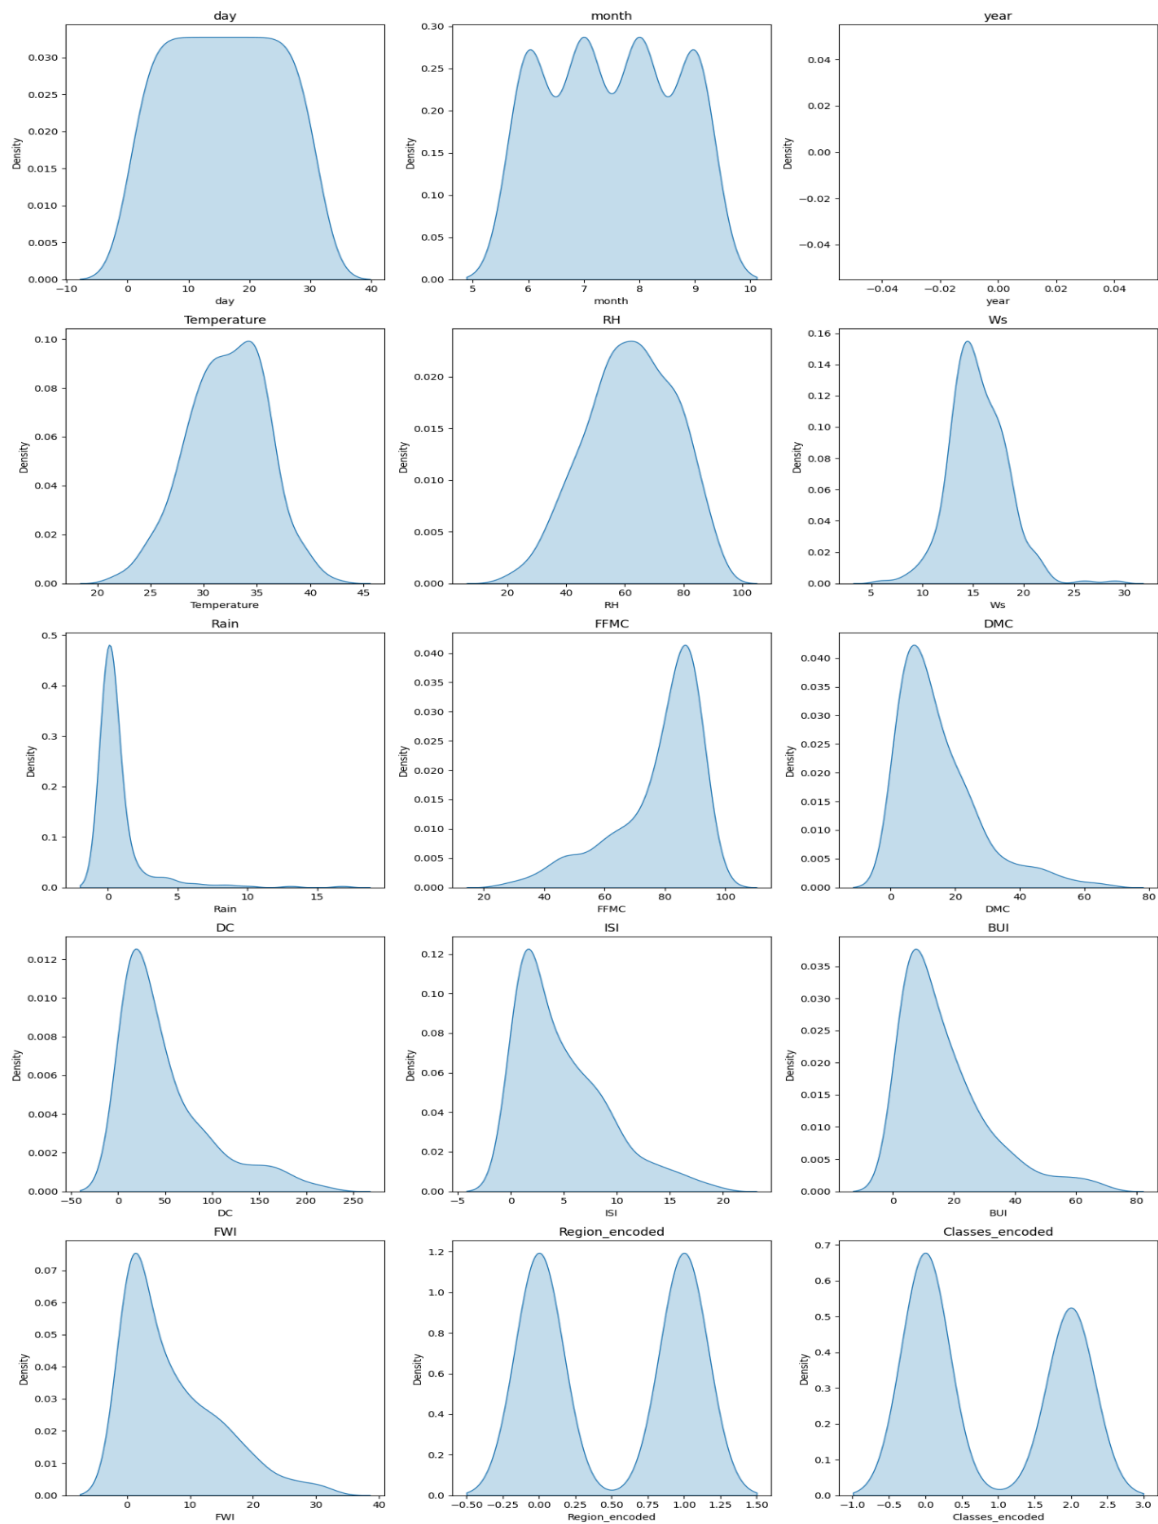 day month year
0.030
0.025
0.020
0.015
0.010
0.005
0.000
Density
−10 0 10 20 30 40
day
0.30
0.25
0.20
0.15
0.10
0.05
0.00
Density
5 6 7 8 9 10
month
0.04
0.02
0.00
−0.02
−0.04
Density
−0.04 −0.02 0.00 0.02 0.04
year
Temperature RH Ws
0.10
0.08
0.06
0.04
0.02
0.00
Density
20 25 30 35 40 45
Temperature
0.020
0.015
0.010
0.005
0.000
Density
20 40 60 80 100
RH
0.16
0.14
0.12
0.10
0.08
0.06
0.04
0.02
0.00
Density
5 10 15 20 25 30
Ws
Rain FFMC DMC
0.5
0.4
0.3
0.2
0.1
0.0
Density
0 5 10 15
Rain
0.040
0.035
0.030
0.025
0.020
0.015
0.010
0.005
0.000
Density
20 40 60 80 100
FFMC
0.040
0.035
0.030
0.025
0.020
0.015
0.010
0.005
0.000
Density
0 20 40 60 80
DMC
DC ISI BUI
0.012
0.010
0.008
0.006
0.004
0.002
0.000
Density
−50 0 50 100 150 200 250
DC
0.12
0.10
0.08
0.06
0.04
0.02
0.00
Density
−5 0 5 10 15 20
ISI
0.035
0.030
0.025
0.020
0.015
0.010
0.005
0.000
Density
0 20 40 60 80
BUI
FWI Region_encoded Classes_encoded
0.07
0.06
0.05
0.04
0.03
0.02
0.01
0.00
Density
0 10 20 30 40
FWI
1.2
1.0
0.8
0.6
0.4
0.2
0.0
Density
−0.50 −0.25 0.00 0.25 0.50 0.75 1.00 1.25 1.50
Region_encoded
0.7
0.6
0.5
0.4
0.3
0.2
0.1
0.0
Density
−1.0 −0.5 0.0 0.5 1.0 1.5 2.0 2.5 3.0
Classes_encoded